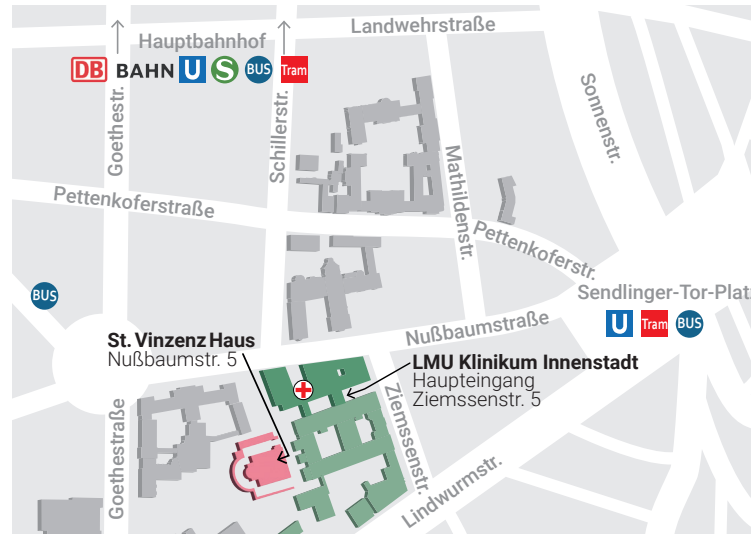 Landwehrstraße
Hauptbahnhof
DB BAHN U S BUS Tram
Goethestr.
Schillerstr.
Sonnenstr.
Mathildenstr.
Pettenkoferstraße
Pettenkoferstr.
BUS
Sendlinger-Tor-Platz
U Tram BUS
Nußbaumstraße
St. Vinzenz Haus
Nußbaumstr. 5
LMU Klinikum Innenstadt
Haupteingang
Ziemssenstr. 5
Ziemssenstr.
Goethestraße
Lindwurmstr.